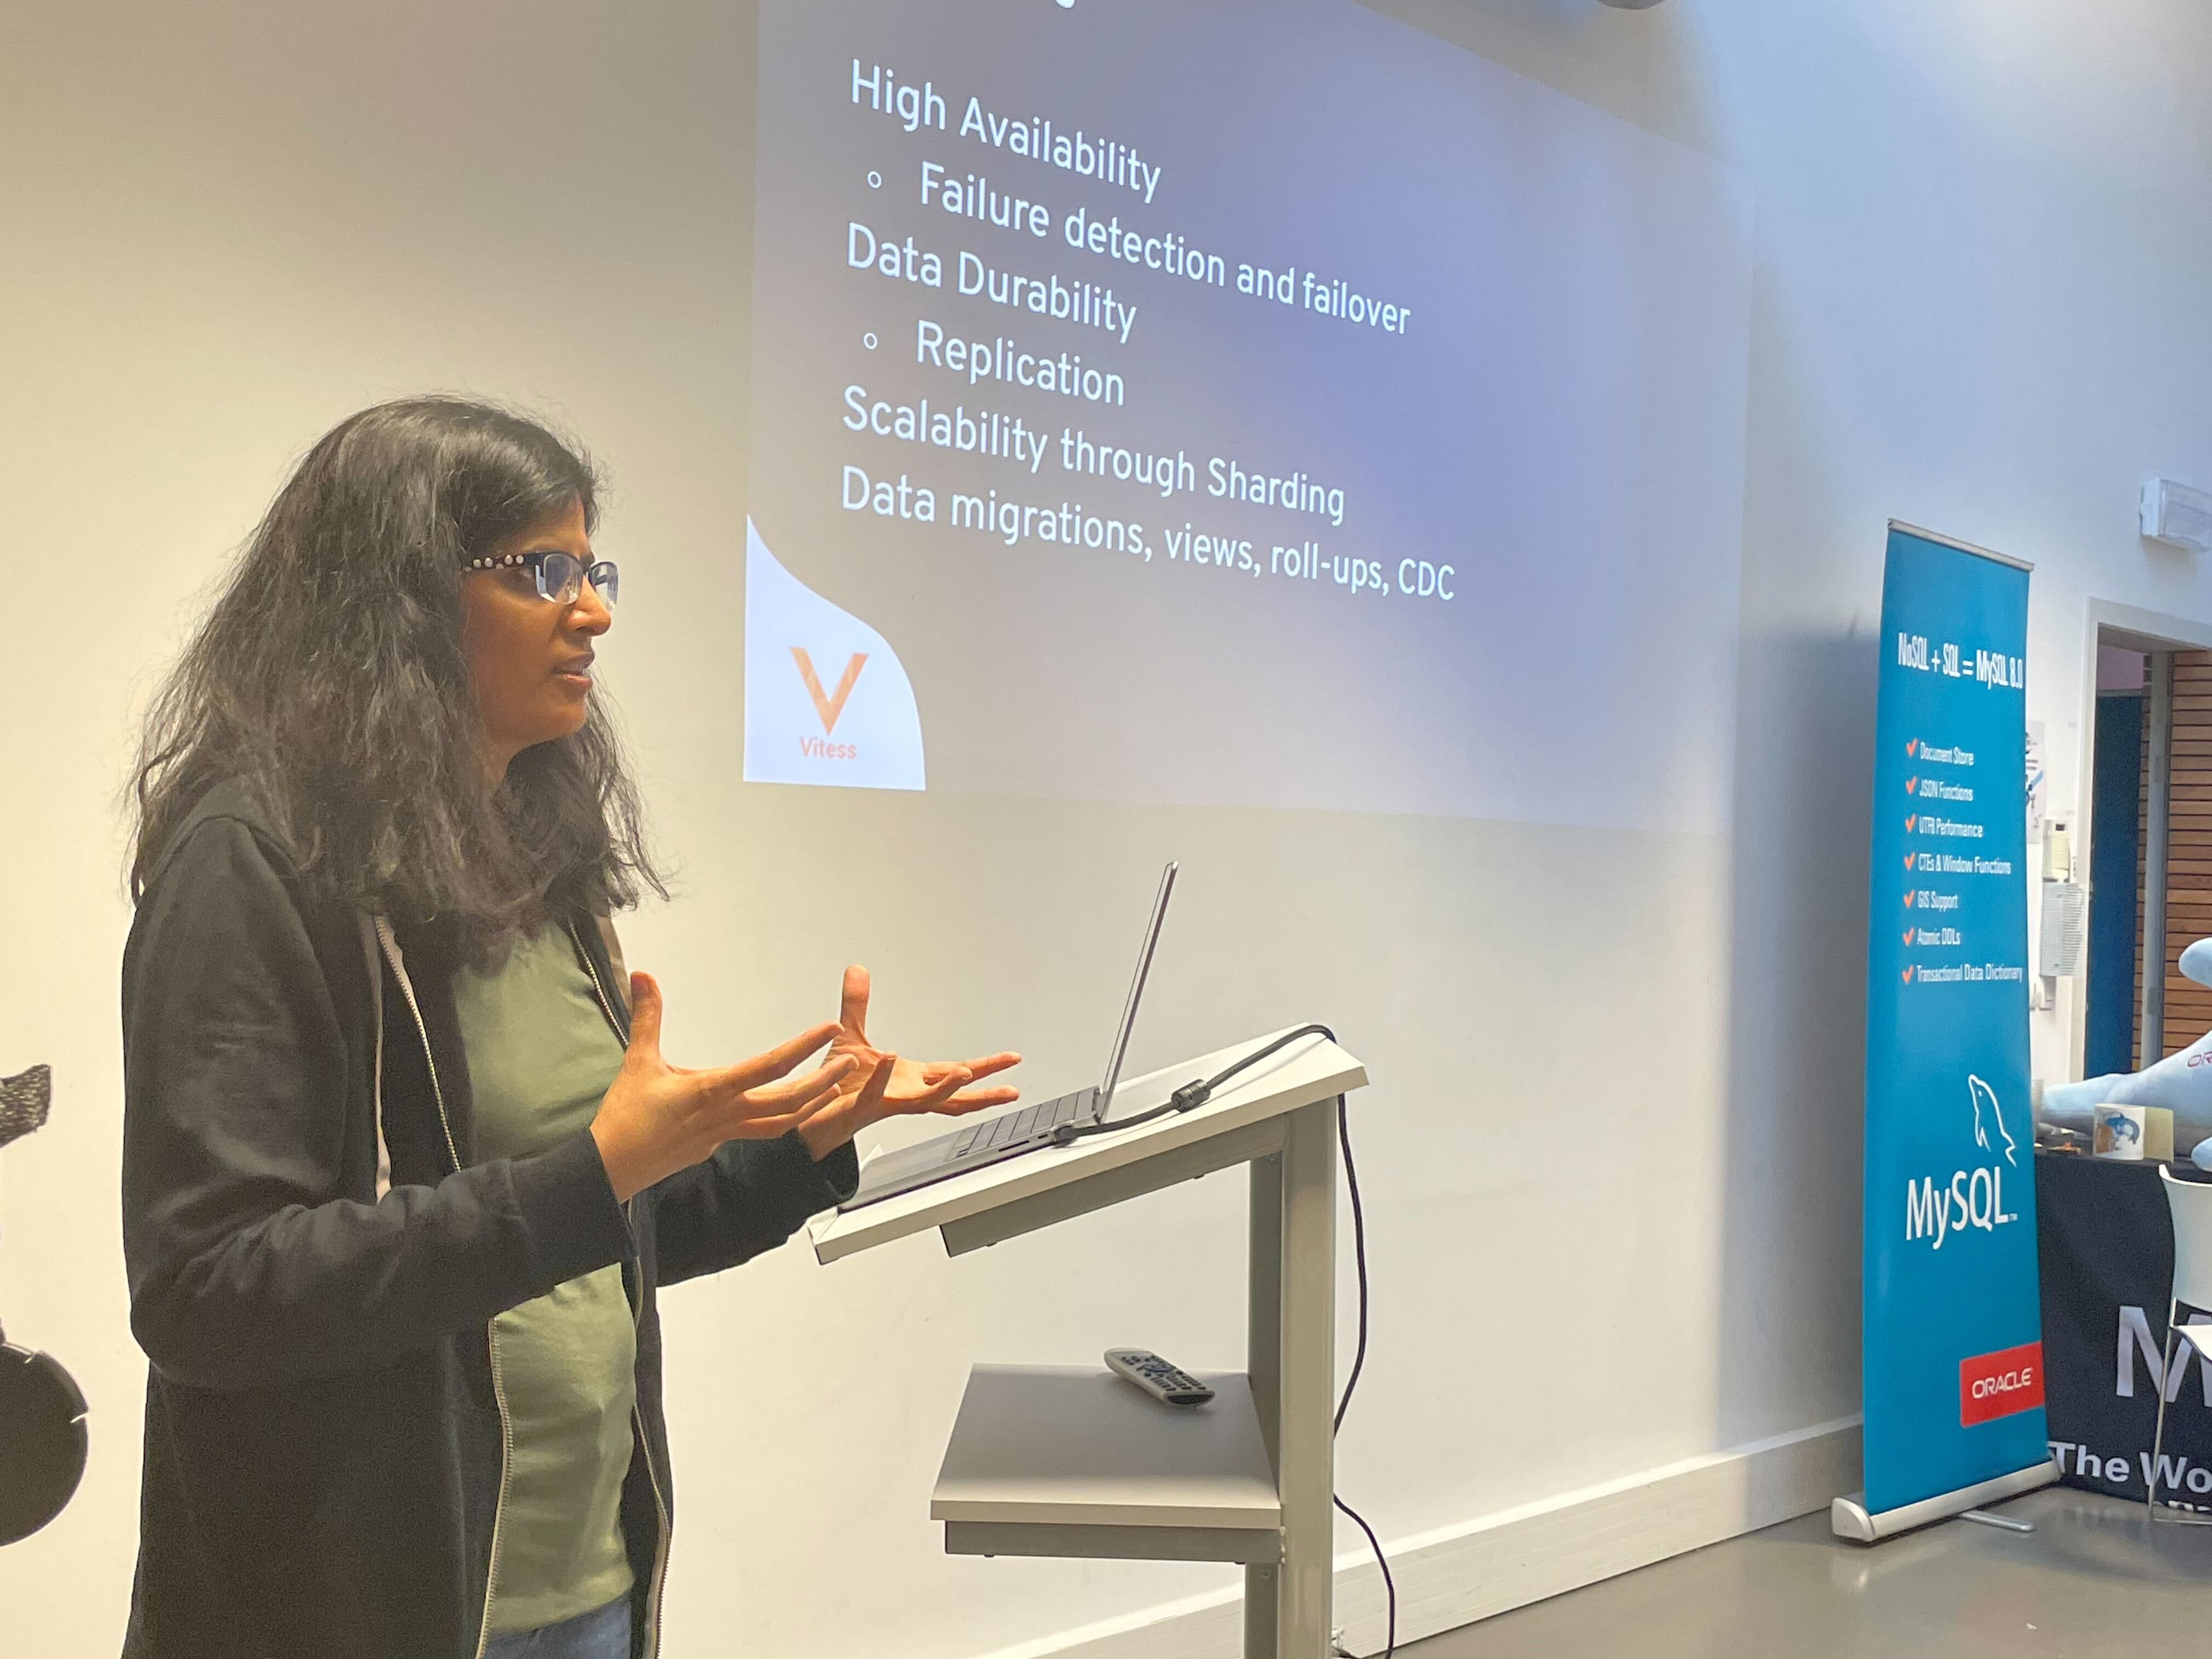 High Availability
Failure detection and failover
Data Durability
Replication
Scalability through Sharding
Data migrations, views, roll-ups, CDC
Vitess
NoSQL + SQL = MySQL 8.0
Document Store
JSON Functions
UTF8 Performance
CTEs & Window Functions
GIS Support
Atomic DDLs
Transactional Data Dictionary
MySQL
ORACLE
The